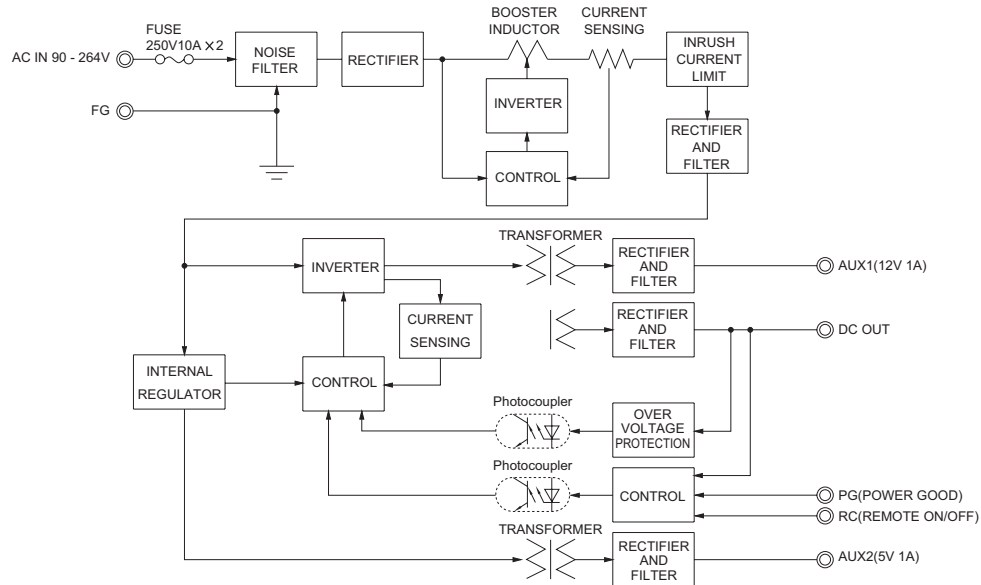 FUSE
250V10A X2
BOOSTER
INDUCTOR
CURRENT
SENSING
AC IN 90 - 264V
NOISE
FILTER
RECTIFIER
INRUSH
CURRENT
LIMIT
FG
INVERTER
RECTIFIER
AND
FILTER
CONTROL
TRANSFORMER
INVERTER
RECTIFIER
AND
FILTER
AUX1(12V 1A)
CURRENT
SENSING
RECTIFIER
AND
FILTER
DC OUT
INTERNAL
REGULATOR
CONTROL
Photocoupler
OVER
VOLTAGE
PROTECTION
Photocoupler
CONTROL
PG(POWER GOOD)
RC(REMOTE ON/OFF)
TRANSFORMER
RECTIFIER
AND
FILTER
AUX2(5V 1A)